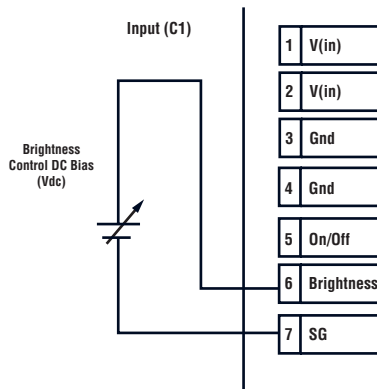 Input (C1)
Brightness
Control DC Bias
(Vdc)
1 V(in)
2 V(in)
3 Gnd
4 Gnd
5 On/Off
6 Brightness
7 SG